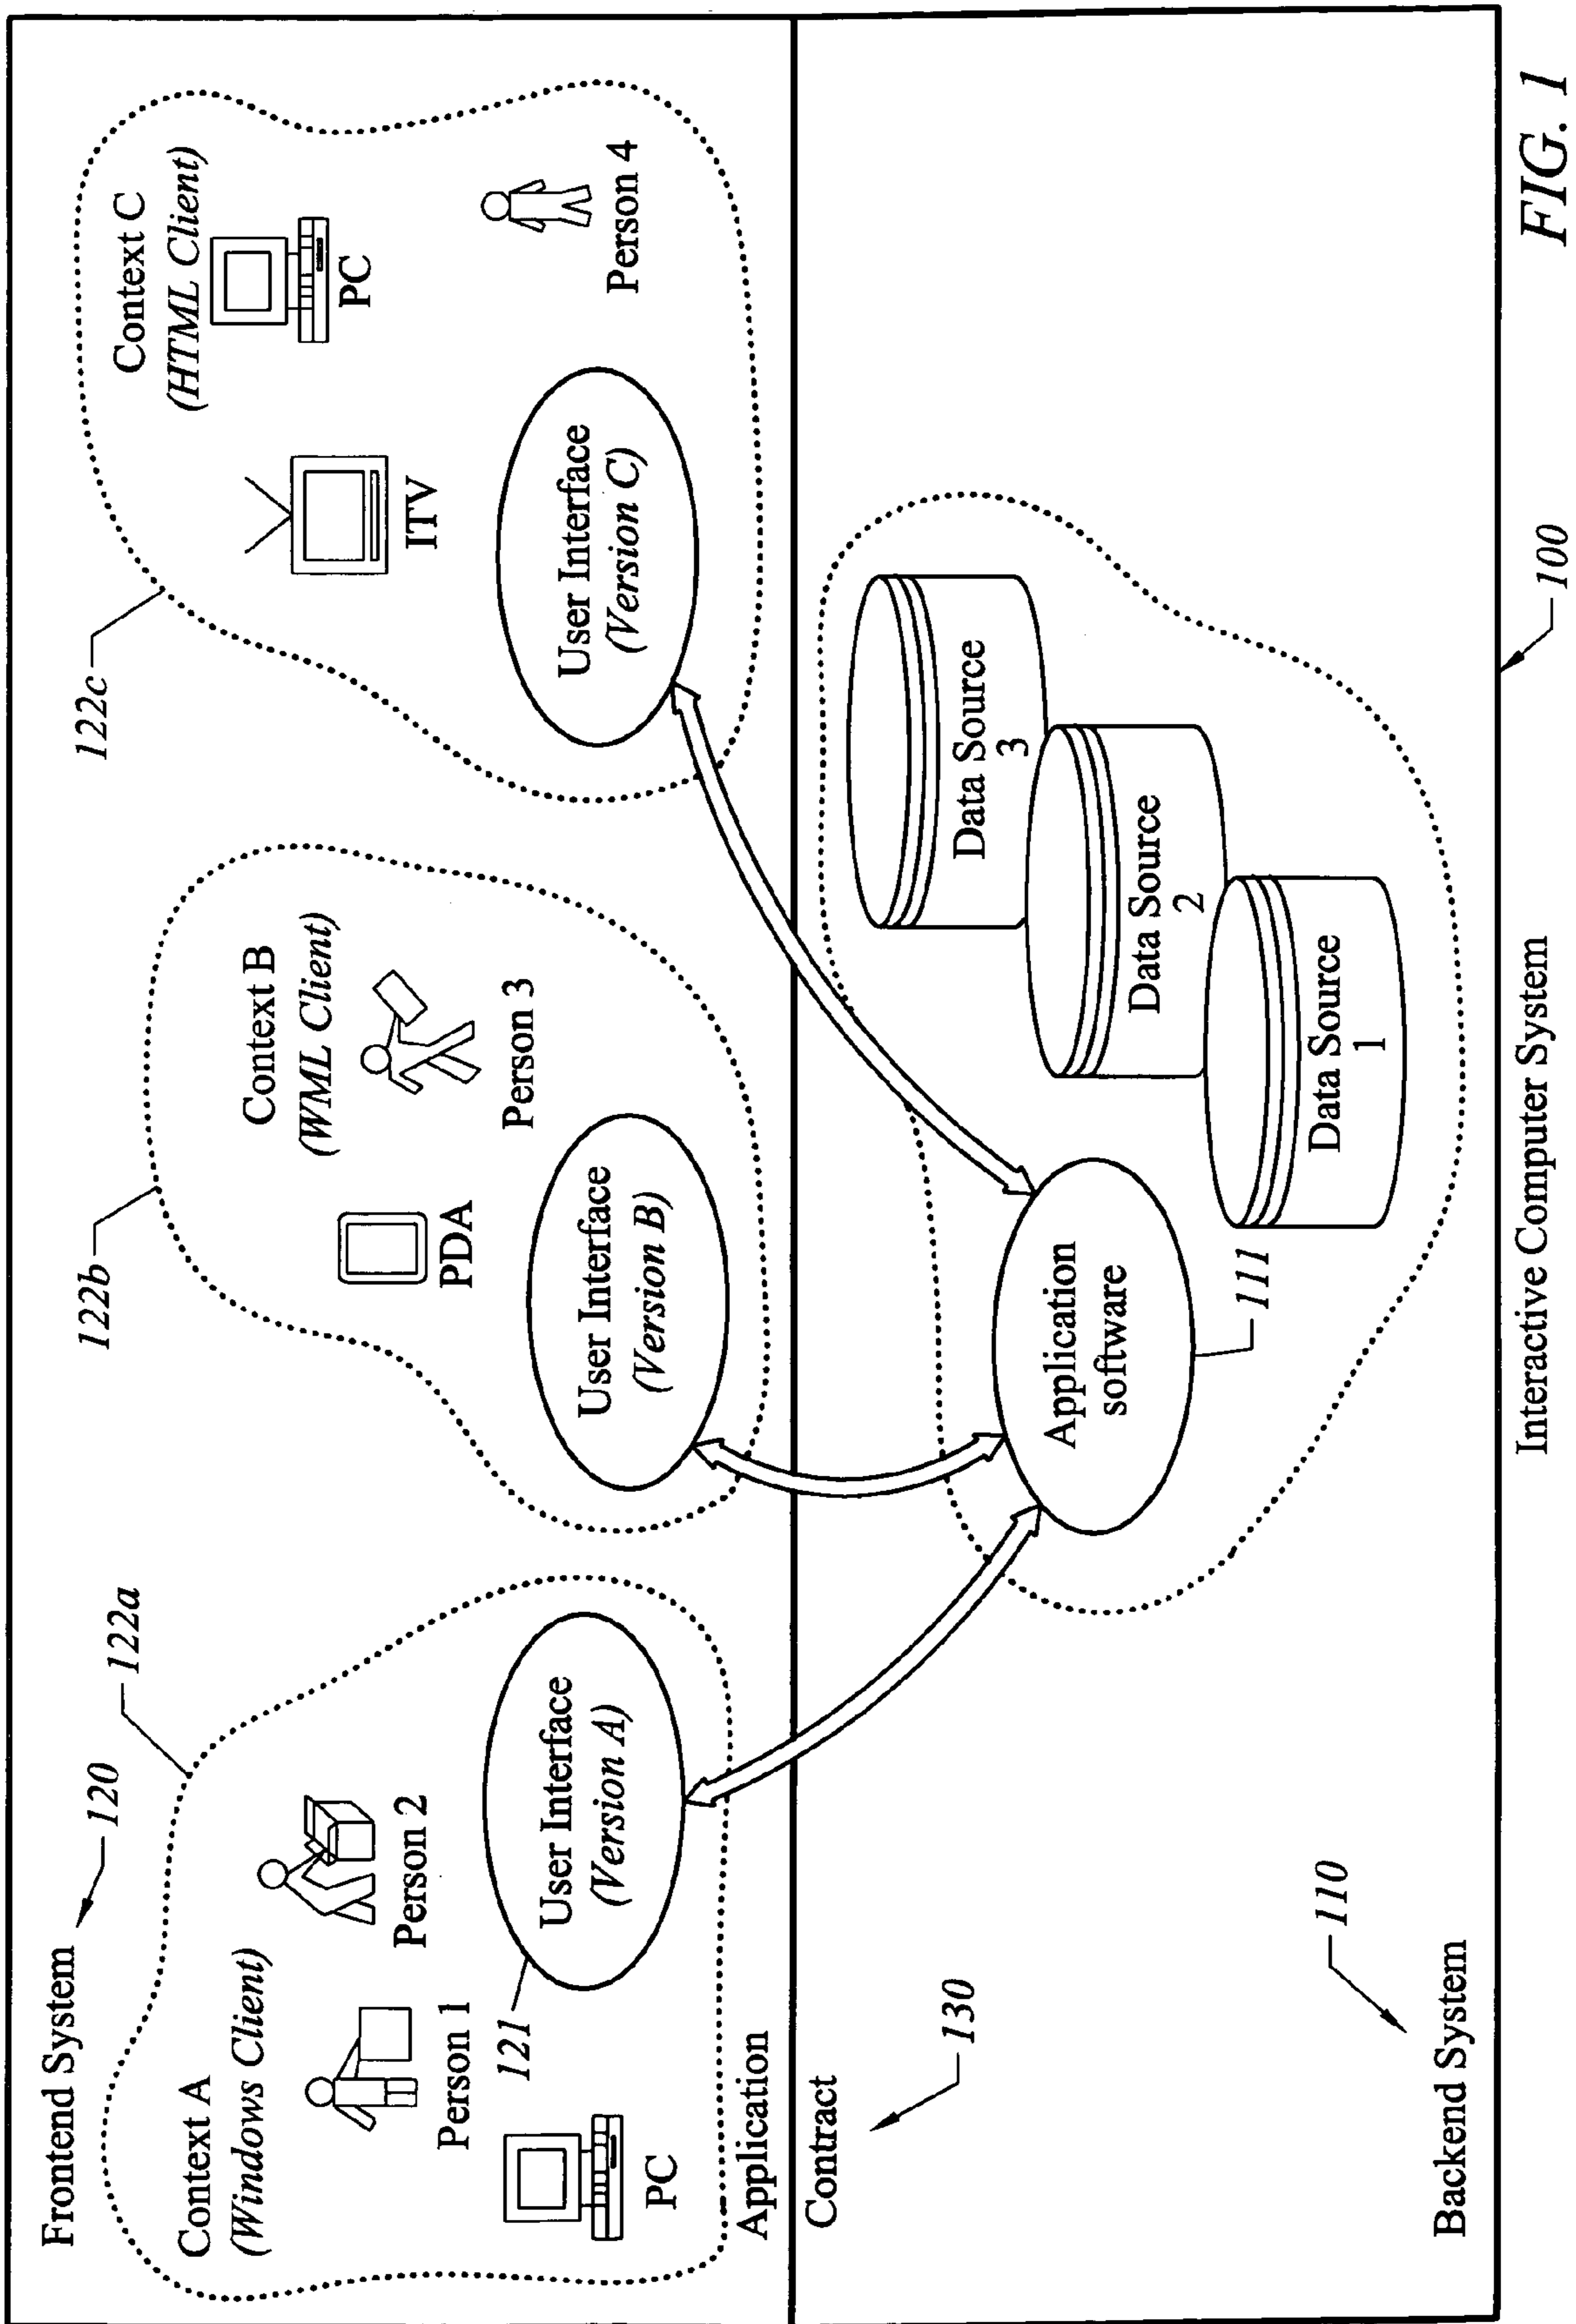 Frontend System
120
122a
122b
122c
Context A
(Windows Client)
Person 1
Person 2
PC
121
User Interface
(Version A)
Context B
(WML Client)
PDA
Person 3
User Interface
(Version B)
Context C
(HTML Client)
ITV
PC
Person 4
User Interface
(Version C)
Application
Contract
130
Application
software
111
Data Source
1
Data Source
2
Data Source
3
Backend System
110
Interactive Computer System
100
FIG. 1